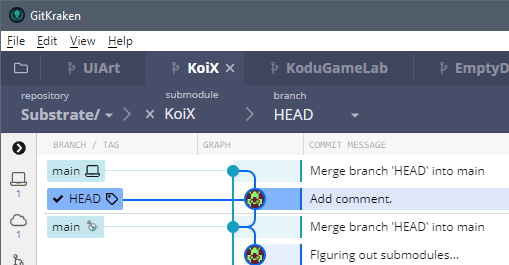 GitKraken
File Edit View Help
UIArt KoiX KoduGameLab EmptyD
repository submodule branch
Substrate/ KoiX HEAD
BRANCH / TAG GRAPH COMMIT MESSAGE
main Merge branch 'HEAD' into main
HEAD Add comment.
main Merge branch 'HEAD' into main
1
FIguring out submodules...
1